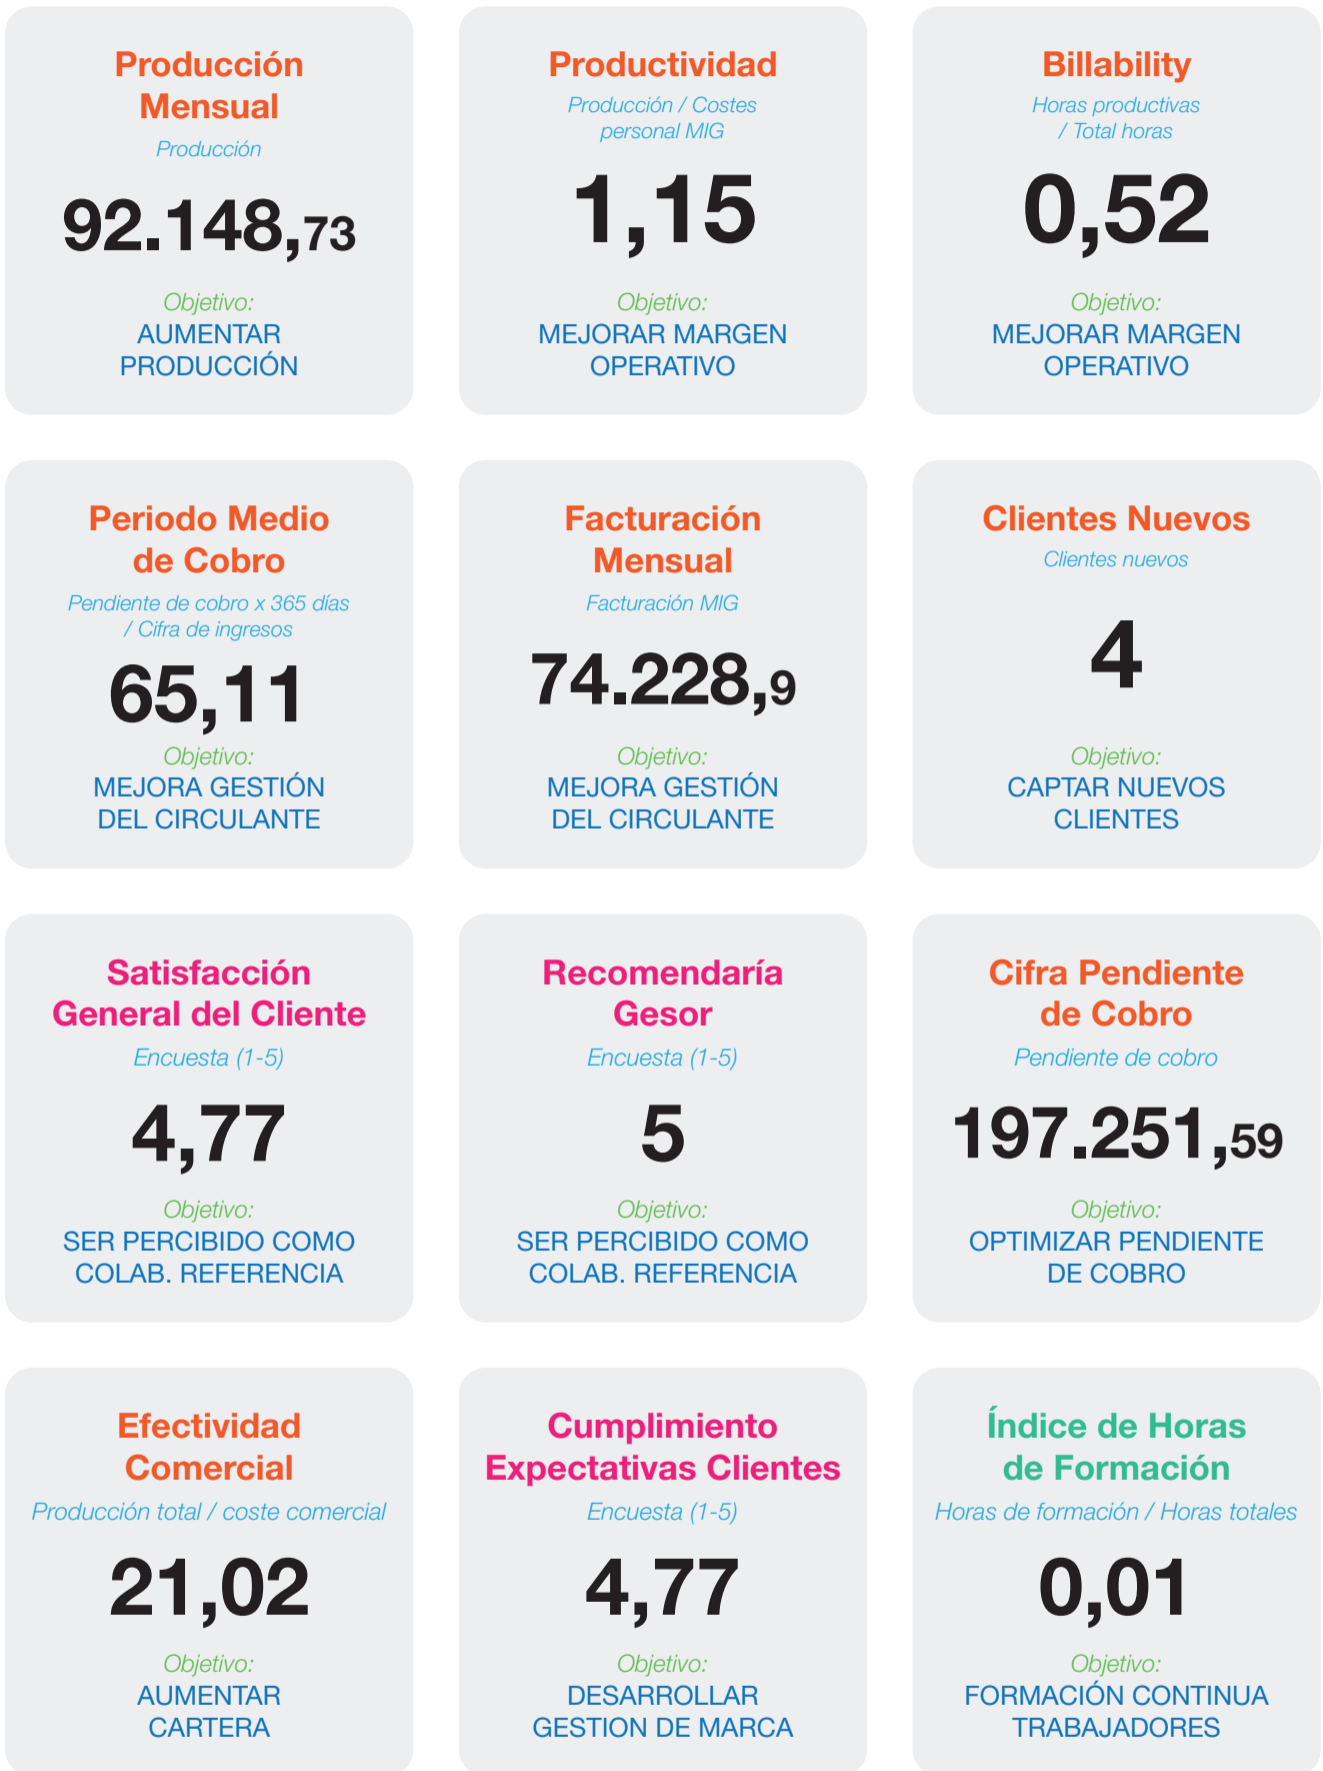 Producción
Mensual
Producción
92.148,73
Objetivo:
AUMENTAR
PRODUCCIÓN
Productividad
Producción / Costes
personal MIG
1,15
Objetivo:
MEJORAR MARGEN
OPERATIVO
Billability
Horas productivas
/ Total horas
0,52
Objetivo:
MEJORAR MARGEN
OPERATIVO
Periodo Medio
de Cobro
Pendiente de cobro x 365 días
/ Cifra de ingresos
65,11
Objetivo:
MEJORA GESTIÓN
DEL CIRCULANTE
Facturación
Mensual
Facturación MIG
74.228,9
Objetivo:
MEJORA GESTIÓN
DEL CIRCULANTE
Clientes Nuevos
Clientes nuevos
4
Objetivo:
CAPTAR NUEVOS
CLIENTES
Satisfacción
General del Cliente
Encuesta (1-5)
4,77
Objetivo:
SER PERCIBIDO COMO
COLAB. REFERENCIA
Recomendaría
Gesor
Encuesta (1-5)
5
Objetivo:
SER PERCIBIDO COMO
COLAB. REFERENCIA
Cifra Pendiente
de Cobro
Pendiente de cobro
197.251,59
Objetivo:
OPTIMIZAR PENDIENTE
DE COBRO
Efectividad
Comercial
Producción total / coste comercial
21,02
Objetivo:
AUMENTAR
CARTERA
Cumplimiento
Expectativas Clientes
Encuesta (1-5)
4,77
Objetivo:
DESARROLLAR
GESTION DE MARCA
Índice de Horas
de Formación
Horas de formación / Horas totales
0,01
Objetivo:
FORMACIÓN CONTINUA
TRABAJADORES